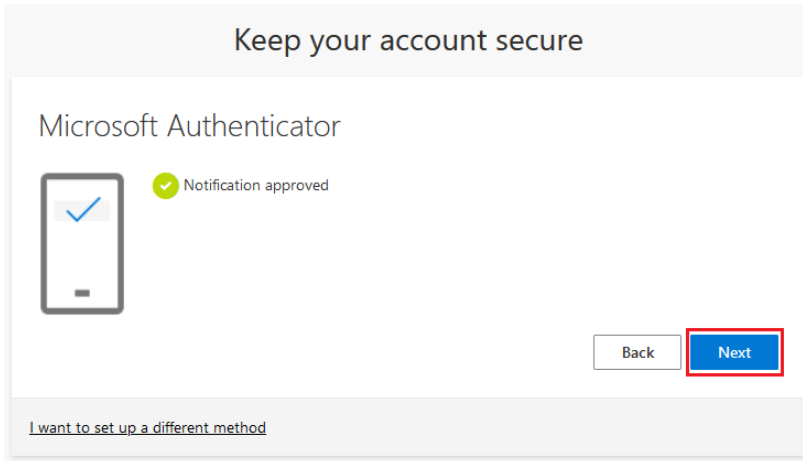 Keep your account secure
Microsoft Authenticator
Notification approved
Back
Next
I want to set up a different method